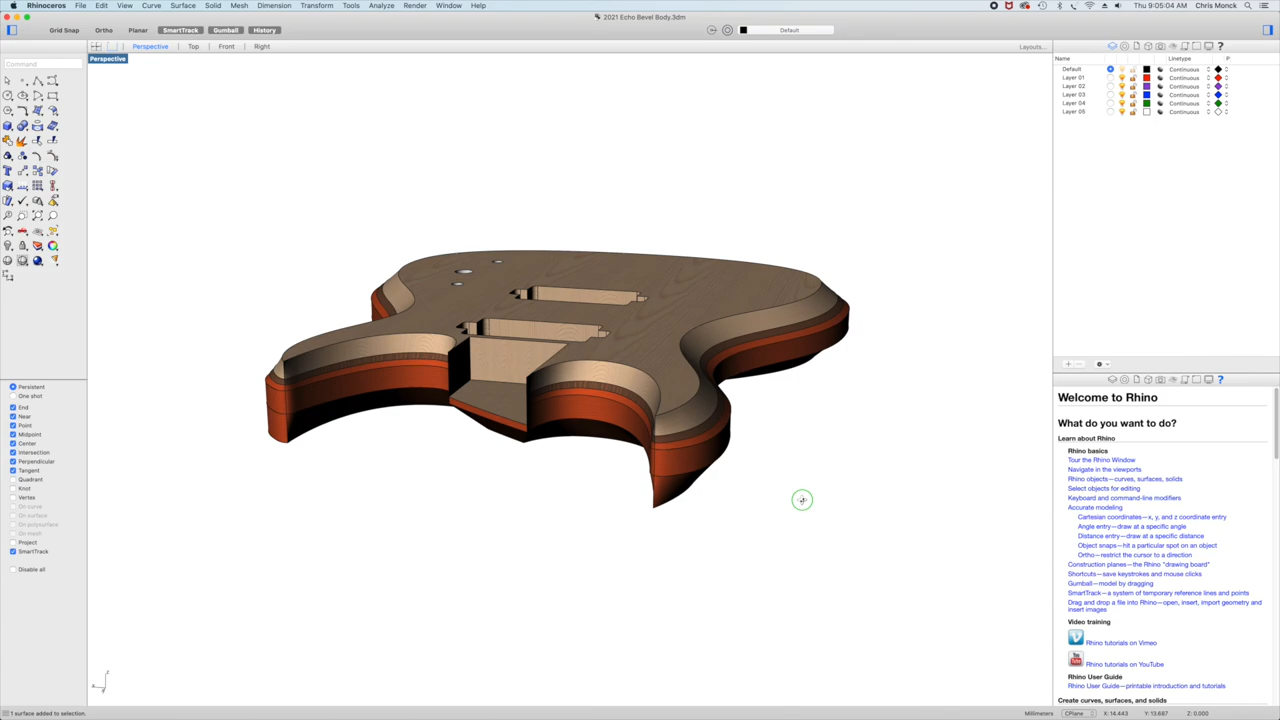 Rhinoceros File Edit View Curve Surface Solid Mesh Dimension Transform Tools Analyze Render Window Help Thu 9:05:04 AM Chris Monck
2021 Echo Bevel Body.3dm
Grid Snap Ortho Planar SmartTrack Gumball History Default
Perspective Top Front Right Layouts...
Perspective
Command
Name Linetype P
Default Continuous
Layer 01 Continuous
Layer 02 Continuous
Layer 03 Continuous
Layer 04 Continuous
Layer 05 Continuous
Persistent
One shot
End
Near
Point
Midpoint
Center
Intersection
Perpendicular
Tangent
Quadrant
Knot
Vertex
On curve
On surface
On polysurface
On mesh
Project
SmartTrack
Disable all
Welcome to Rhino
What do you want to do?
Learn about Rhino
Rhino basics
Tour the Rhino Window
Navigate in the viewports
Rhino objects—curves, surfaces, solids
Select objects for editing
Keyboard and command-line modifiers
Accurate modeling
Cartesian coordinates—x, y, and z coordinate entry
Angle entry—draw at a specific angle
Distance entry—draw at a specific distance
Object snaps—hit a particular spot on an object
Ortho—restrict the cursor to a direction
Construction planes—the Rhino "drawing board"
Shortcuts—save keystrokes and mouse clicks
Gumball—model by dragging
SmartTrack—a system of temporary reference lines and points
Drag and drop a file into Rhino—open, insert, import geometry and
insert images
Video training
Rhino tutorials on Vimeo
Rhino tutorials on YouTube
Rhino User Guide
Rhino User Guide—printable introduction and tutorials
Create curves, surfaces, and solids
z
x
y
1 surface added to selection. Millimeters CPlane X: 14.443 Y: 13.687 Z: 0.000